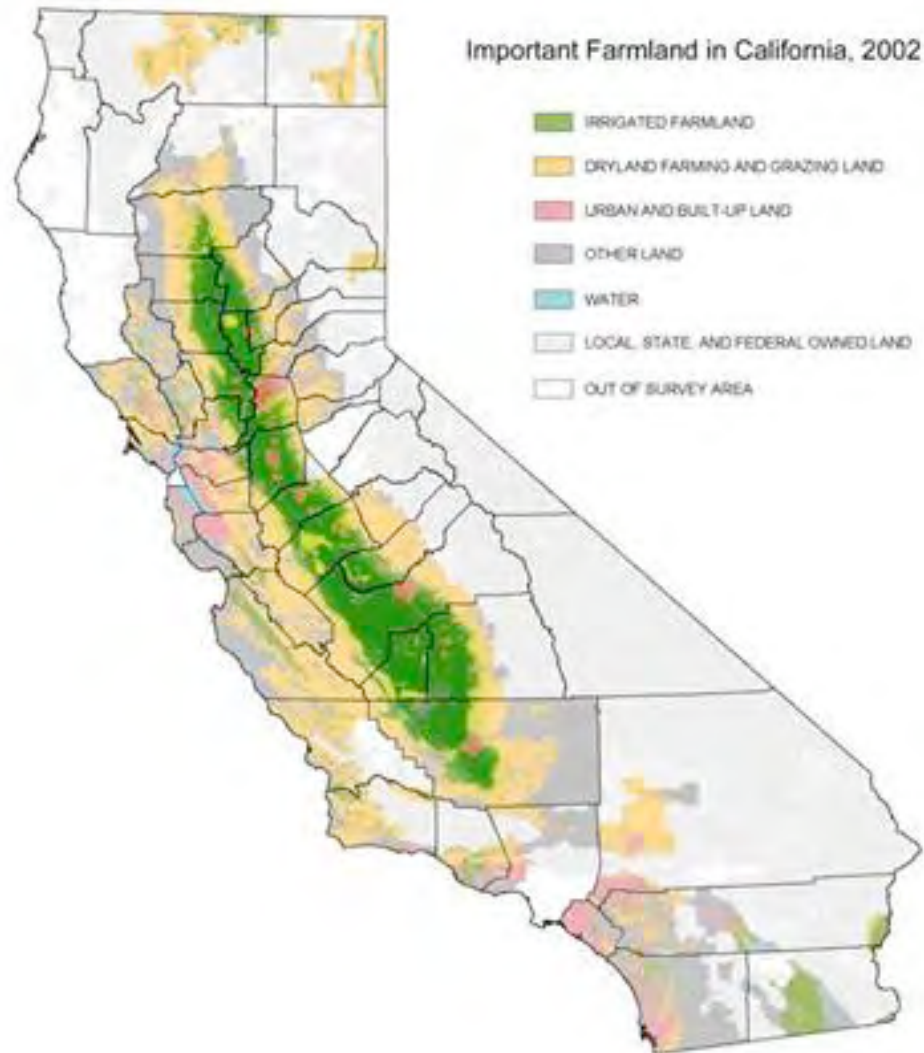 Important Farmland in California, 2002
IRRIGATED FARMLAND
DRYLAND FARMING AND GRAZING LAND
URBAN AND BUILT-UP LAND
OTHER LAND
WATER
LOCAL, STATE, AND FEDERAL OWNED LAND
OUT OF SURVEY AREA